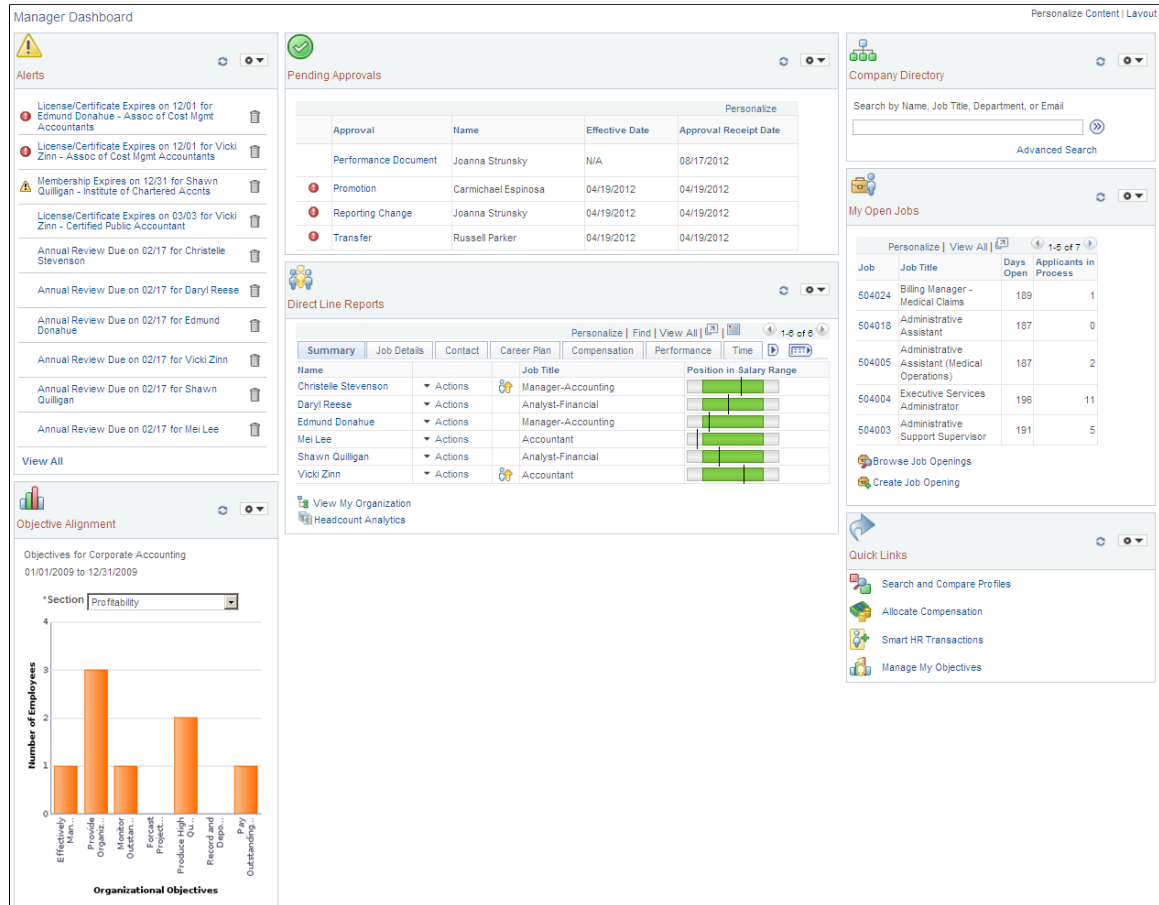 Manager Dashboard
Personalize Content | Layout
Alerts
License/Certificate Expires on 12/01 for
Edmund Donahue - Assoc of Cost Mgmt
Accountants
License/Certificate Expires on 12/01 for Vicki
Zinn - Assoc of Cost Mgmt Accountants
Membership Expires on 12/31 for Shawn
Quilligan - Institute of Chartered Accnts
License/Certificate Expires on 03/03 for Vicki
Zinn - Certified Public Accountant
Annual Review Due on 02/17 for Christelle
Stevenson
Annual Review Due on 02/17 for Daryl Reese
Annual Review Due on 02/17 for Edmund
Donahue
Annual Review Due on 02/17 for Vicki Zinn
Annual Review Due on 02/17 for Shawn
Quilligan
Annual Review Due on 02/17 for Mei Lee
View All
Objective Alignment
Objectives for Corporate Accounting
01/01/2009 to 12/31/2009
*Section Profitability
4
3
2
1
0
Number of Employees
Effectively
Man...
Provide
Organiz...
Monitor
Outstan...
Forcast
Project...
Produce High
Qu...
Record and
Depo...
Pay
Outstanding...
Organizational Objectives
Pending Approvals
Personalize
Approval Name Effective Date Approval Receipt Date
Performance Document Joanna Strunsky N/A 08/17/2012
Promotion Carmichael Espinosa 04/19/2012 04/19/2012
Reporting Change Joanna Strunsky 04/19/2012 04/19/2012
Transfer Russell Parker 04/19/2012 04/19/2012
Direct Line Reports
Personalize | Find | View All | | 1-6 of 6
Summary Job Details Contact Career Plan Compensation Performance Time
Name Job Title Position in Salary Range
Christelle Stevenson Actions Manager-Accounting
Daryl Reese Actions Analyst-Financial
Edmund Donahue Actions Manager-Accounting
Mei Lee Actions Accountant
Shawn Quilligan Actions Analyst-Financial
Vicki Zinn Actions Accountant
View My Organization
Headcount Analytics
Company Directory
Search by Name, Job Title, Department, or Email
Advanced Search
My Open Jobs
Personalize | View All | 1-5 of 7
Job Job Title Days Open Applicants in Process
504024 Billing Manager - Medical Claims 189 1
504018 Administrative Assistant 187 0
504005 Administrative Assistant (Medical Operations) 187 2
504004 Executive Services Administrator 196 11
504003 Administrative Support Supervisor 191 5
Browse Job Openings
Create Job Opening
Quick Links
Search and Compare Profiles
Allocate Compensation
Smart HR Transactions
Manage My Objectives